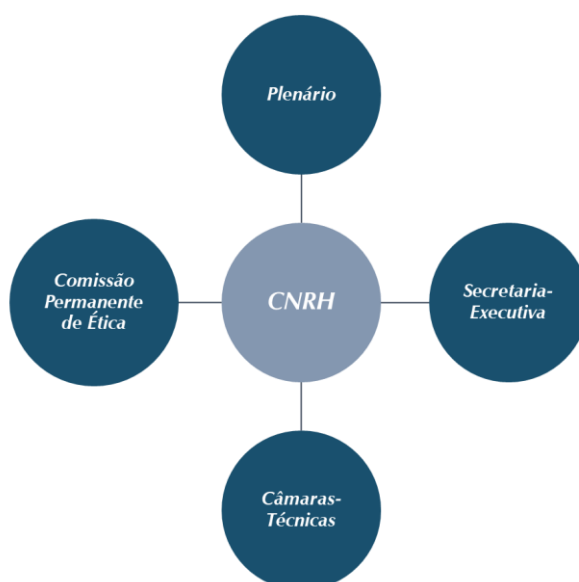 Plenário
Comissão
Permanente
de Ética
CNRH
Secretaria-
Executiva
Câmaras-
Técnicas